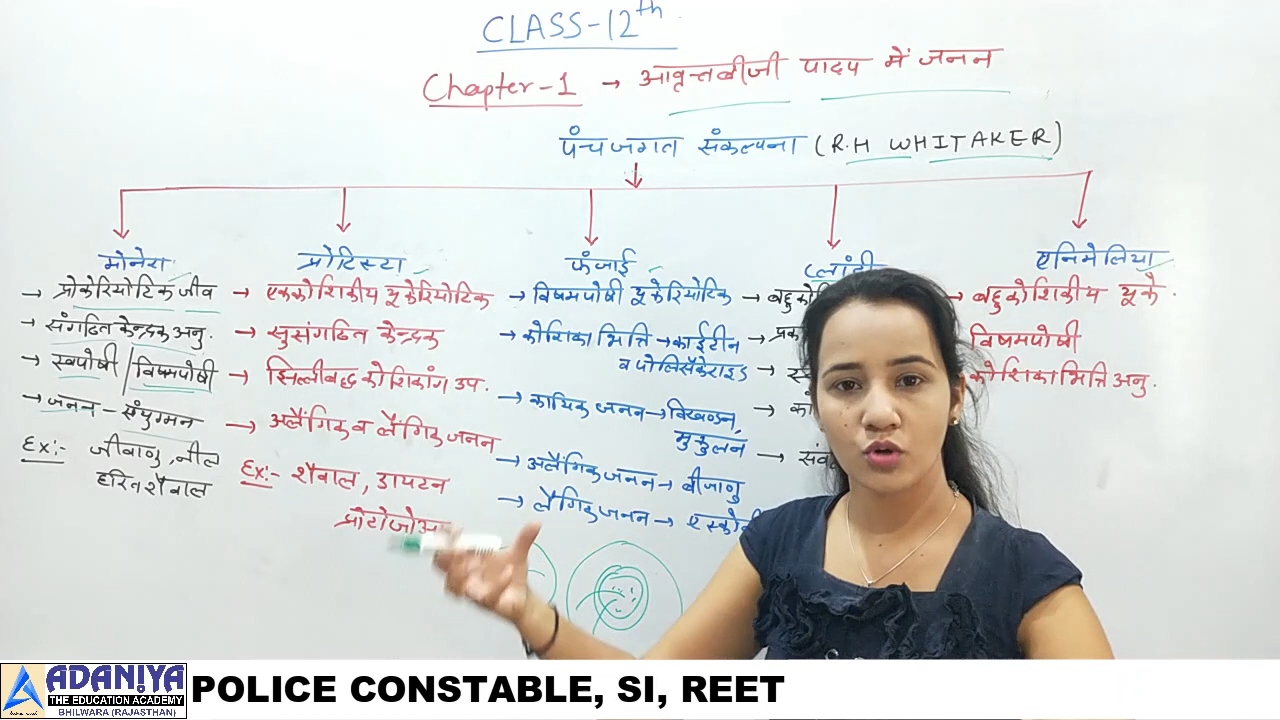 CLASS-12th
Chapter-1 → आवृत्तबीजी पादप में जनन
पंचजगत संकल्पना (R.H WHITAKER)
मोनेरा
→ प्रोकेरियोटिक जीव
→ संगठित केन्द्रक अनु.
→ स्वपोषी / विषमपोषी
→ जनन - संयुग्मन
Ex:- जीवाणु, नील
हरित शैवाल
प्रोटिस्टा
→ एककोशिकीय यूकेरियोटिक
→ सुसंगठित केन्द्रक
→ झिल्लीबद्ध कोशिकांग उप.
→ अलैंगिक व लैंगिक जनन
Ex:- शैवाल, डायटन
प्रोटोजोआ
फंजाई
→ विषमपोषी यूकेरियोटिक
→ कोशिका भित्ति → काईटीन
व पोलिसैकेराइड
→ कायिक जनन → विखण्डन,
मुकुलन
→ अलैंगिक जनन → बीजाणु
→ लैंगिक जनन →
प्लांटी
→
→
→
→
→
एनिमेलिया
→ बहुकोशिकीय यूकै.
विषमपोषी
कोशिका भित्ति अनु.
ADANIYA
THE EDUCATION ACADEMY
BHILWARA (RAJASTHAN)
POLICE CONSTABLE, SI, REET